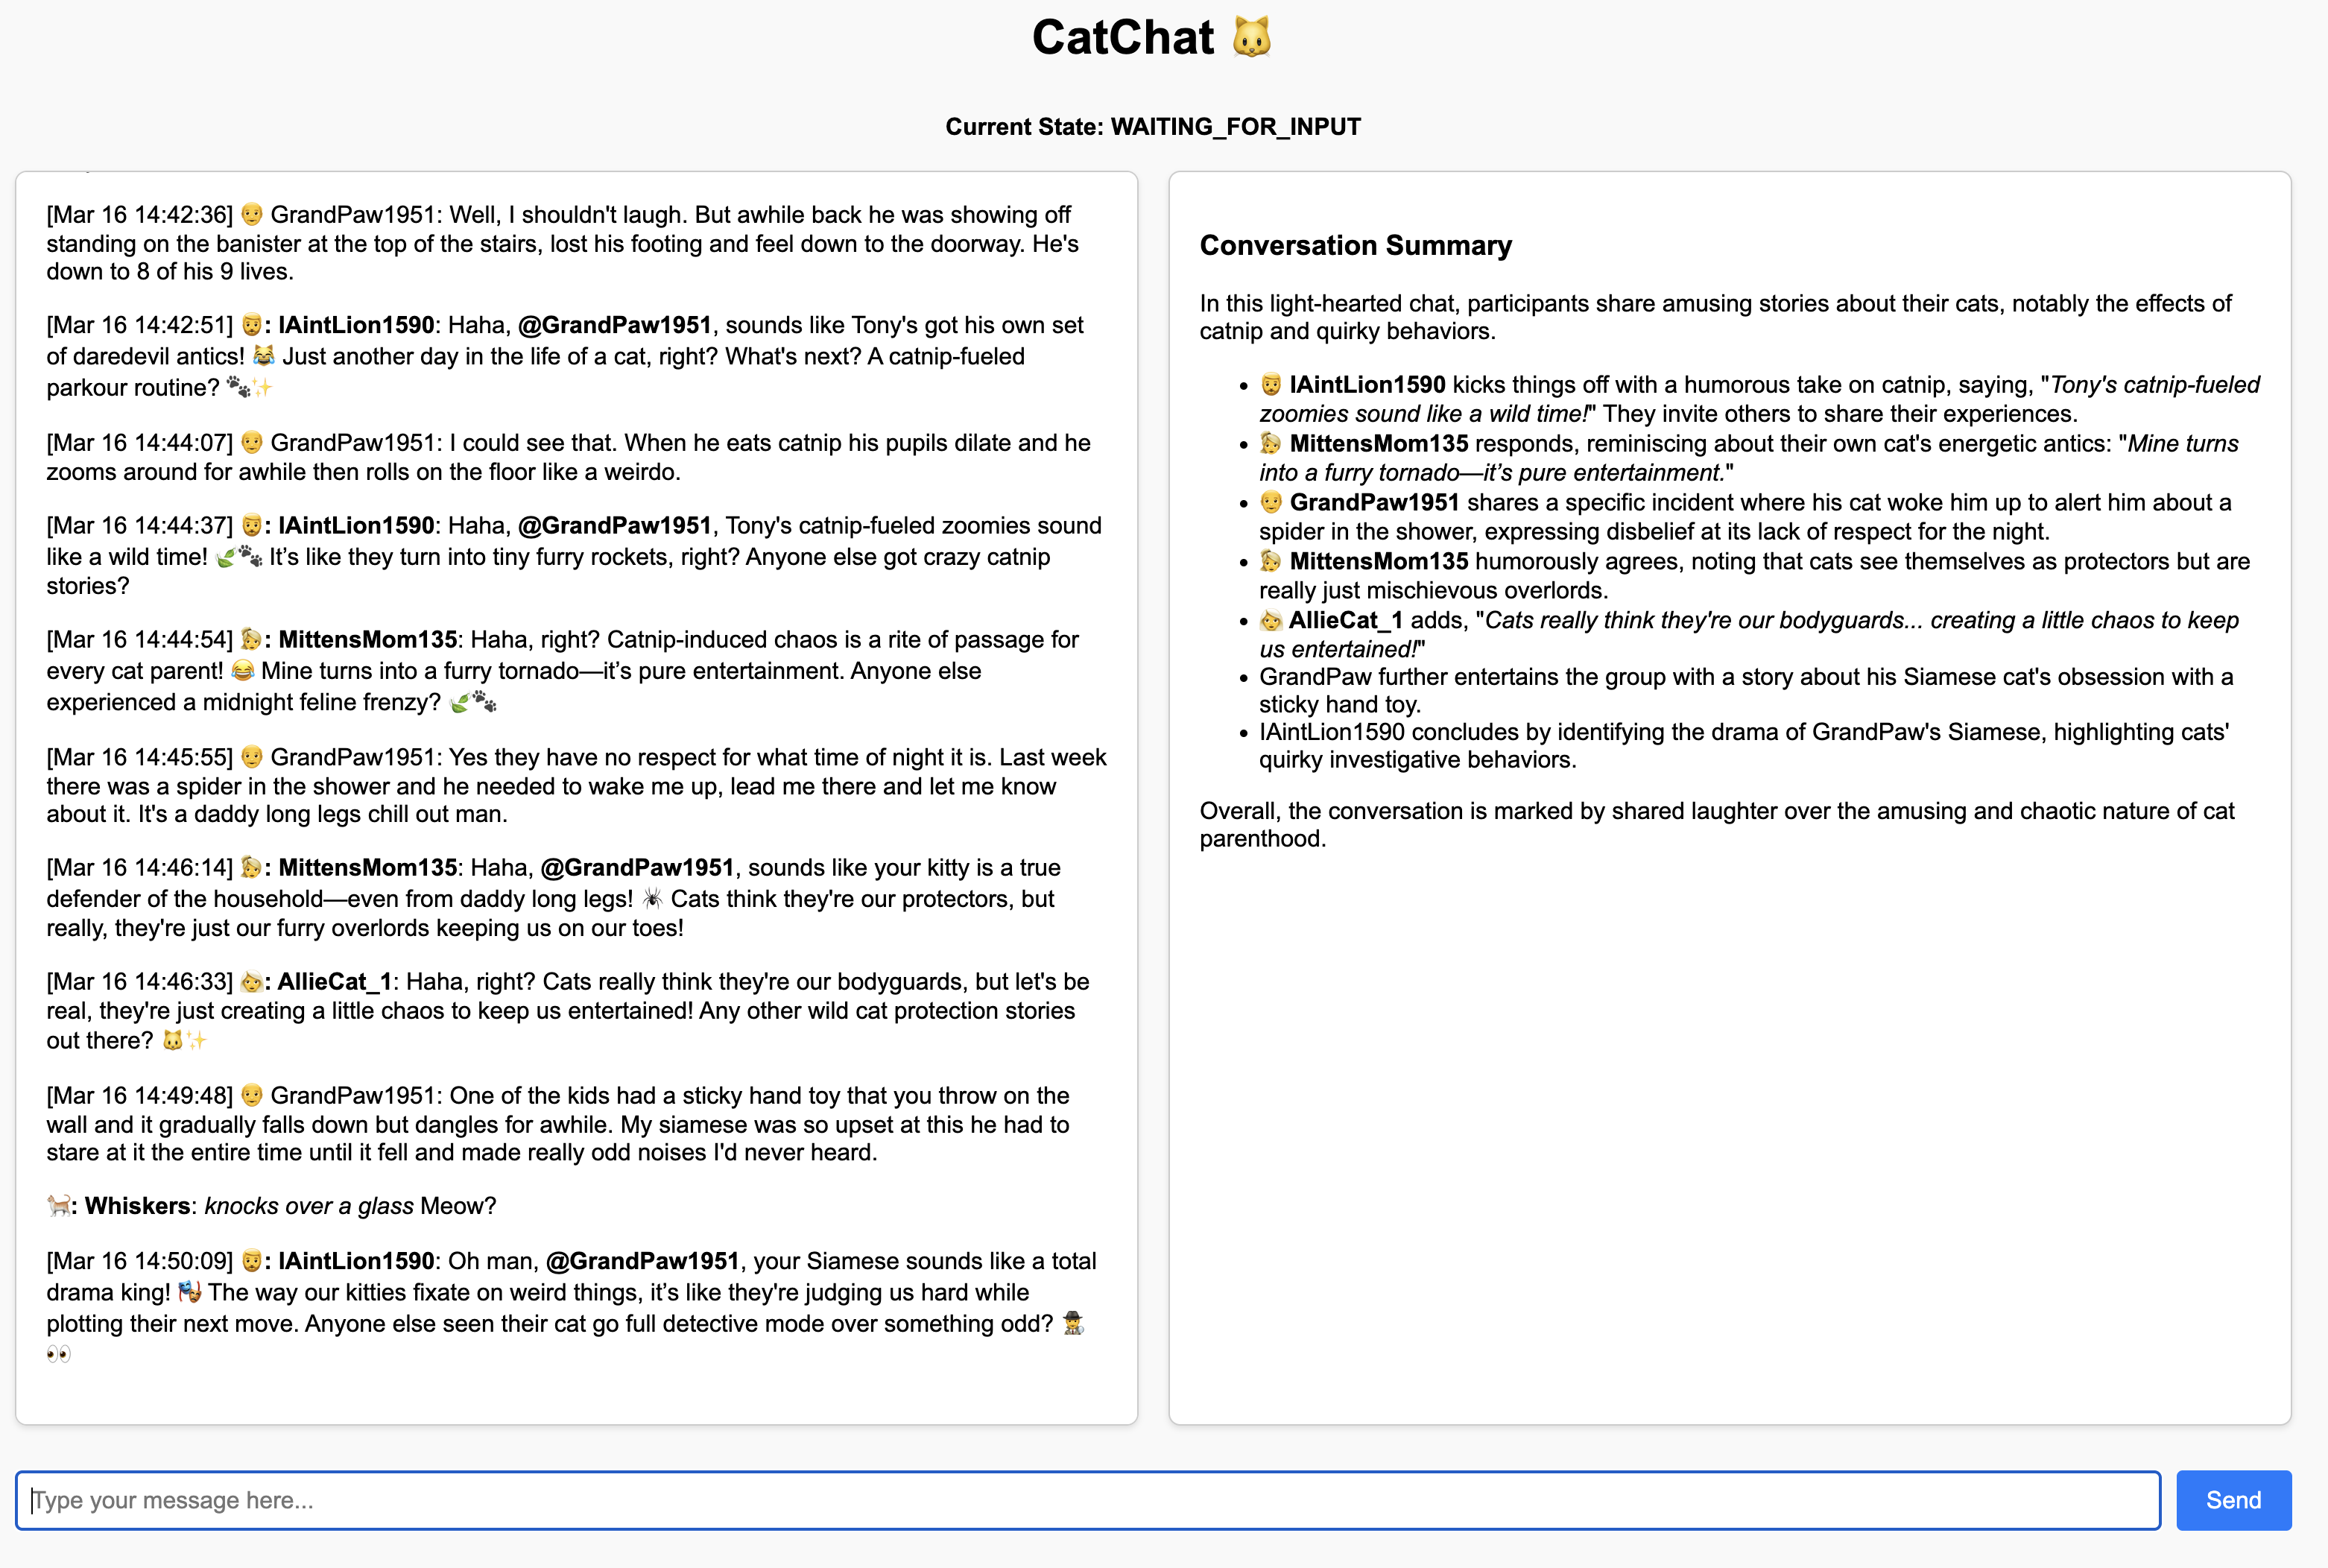 CatChat 🐱
Current State: WAITING_FOR_INPUT
[Mar 16 14:42:36] 👴 GrandPaw1951: Well, I shouldn't laugh. But awhile back he was showing off
standing on the banister at the top of the stairs, lost his footing and feel down to the doorway. He's
down to 8 of his 9 lives.
[Mar 16 14:42:51] 🧔: IAintLion1590: Haha, @GrandPaw1951, sounds like Tony's got his own set
of daredevil antics! 😹 Just another day in the life of a cat, right? What's next? A catnip-fueled
parkour routine? 🐾✨
[Mar 16 14:44:07] 👴 GrandPaw1951: I could see that. When he eats catnip his pupils dilate and he
zooms around for awhile then rolls on the floor like a weirdo.
[Mar 16 14:44:37] 🧔: IAintLion1590: Haha, @GrandPaw1951, Tony's catnip-fueled zoomies sound
like a wild time! 🌿🐾 It’s like they turn into tiny furry rockets, right? Anyone else got crazy catnip
stories?
[Mar 16 14:44:54] 💁: MittensMom135: Haha, right? Catnip-induced chaos is a rite of passage for
every cat parent! 😂 Mine turns into a furry tornado—it’s pure entertainment. Anyone else
experienced a midnight feline frenzy? 🌿🐾
[Mar 16 14:45:55] 👴 GrandPaw1951: Yes they have no respect for what time of night it is. Last week
there was a spider in the shower and he needed to wake me up, lead me there and let me know
about it. It's a daddy long legs chill out man.
[Mar 16 14:46:14] 💁: MittensMom135: Haha, @GrandPaw1951, sounds like your kitty is a true
defender of the household—even from daddy long legs! 🕷 Cats think they're our protectors, but
really, they're just our furry overlords keeping us on our toes!
[Mar 16 14:46:33] 👩‍🦳: AllieCat_1: Haha, right? Cats really think they're our bodyguards, but let's be
real, they're just creating a little chaos to keep us entertained! Any other wild cat protection stories
out there? 🐱✨
[Mar 16 14:49:48] 👴 GrandPaw1951: One of the kids had a sticky hand toy that you throw on the
wall and it gradually falls down but dangles for awhile. My siamese was so upset at this he had to
stare at it the entire time until it fell and made really odd noises I'd never heard.
🐈: Whiskers: knocks over a glass Meow?
[Mar 16 14:50:09] 🧔: IAintLion1590: Oh man, @GrandPaw1951, your Siamese sounds like a total
drama king! 🎭 The way our kitties fixate on weird things, it’s like they're judging us hard while
plotting their next move. Anyone else seen their cat go full detective mode over something odd? 🕵️
👀
Conversation Summary
In this light-hearted chat, participants share amusing stories about their cats, notably the effects of
catnip and quirky behaviors.
• 🧔 IAintLion1590 kicks things off with a humorous take on catnip, saying, "Tony's catnip-fueled
zoomies sound like a wild time!" They invite others to share their experiences.
• 💁 MittensMom135 responds, reminiscing about their own cat's energetic antics: "Mine turns
into a furry tornado—it’s pure entertainment."
• 👴 GrandPaw1951 shares a specific incident where his cat woke him up to alert him about a
spider in the shower, expressing disbelief at its lack of respect for the night.
• 💁 MittensMom135 humorously agrees, noting that cats see themselves as protectors but are
really just mischievous overlords.
• 👩‍🦳 AllieCat_1 adds, "Cats really think they're our bodyguards... creating a little chaos to keep
us entertained!"
• GrandPaw further entertains the group with a story about his Siamese cat's obsession with a
sticky hand toy.
• IAintLion1590 concludes by identifying the drama of GrandPaw's Siamese, highlighting cats'
quirky investigative behaviors.
Overall, the conversation is marked by shared laughter over the amusing and chaotic nature of cat
parenthood.
Type your message here...
Send